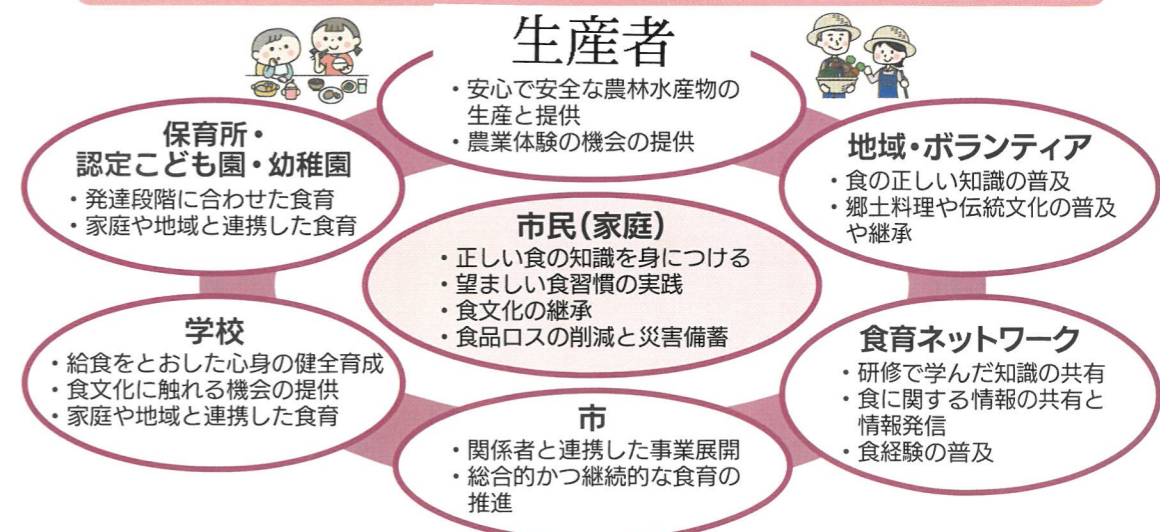 生産者
・安心で安全な農林水産物の
生産と提供
・農業体験の機会の提供
保育所・
認定こども園・幼稚園
・発達段階に合わせた食育
・家庭や地域と連携した食育
地域・ボランティア
・食の正しい知識の普及
・郷土料理や伝統文化の普及
や継承
市民(家庭)
・正しい食の知識を身につける
・望ましい食習慣の実践
・食文化の継承
・食品ロスの削減と災害備蓄
学校
・給食をとおした心身の健全育成
・食文化に触れる機会の提供
・家庭や地域と連携した食育
食育ネットワーク
・研修で学んだ知識の共有
・食に関する情報の共有と
情報発信
・食経験の普及
市
・関係者と連携した事業展開
・総合的かつ継続的な食育の
推進